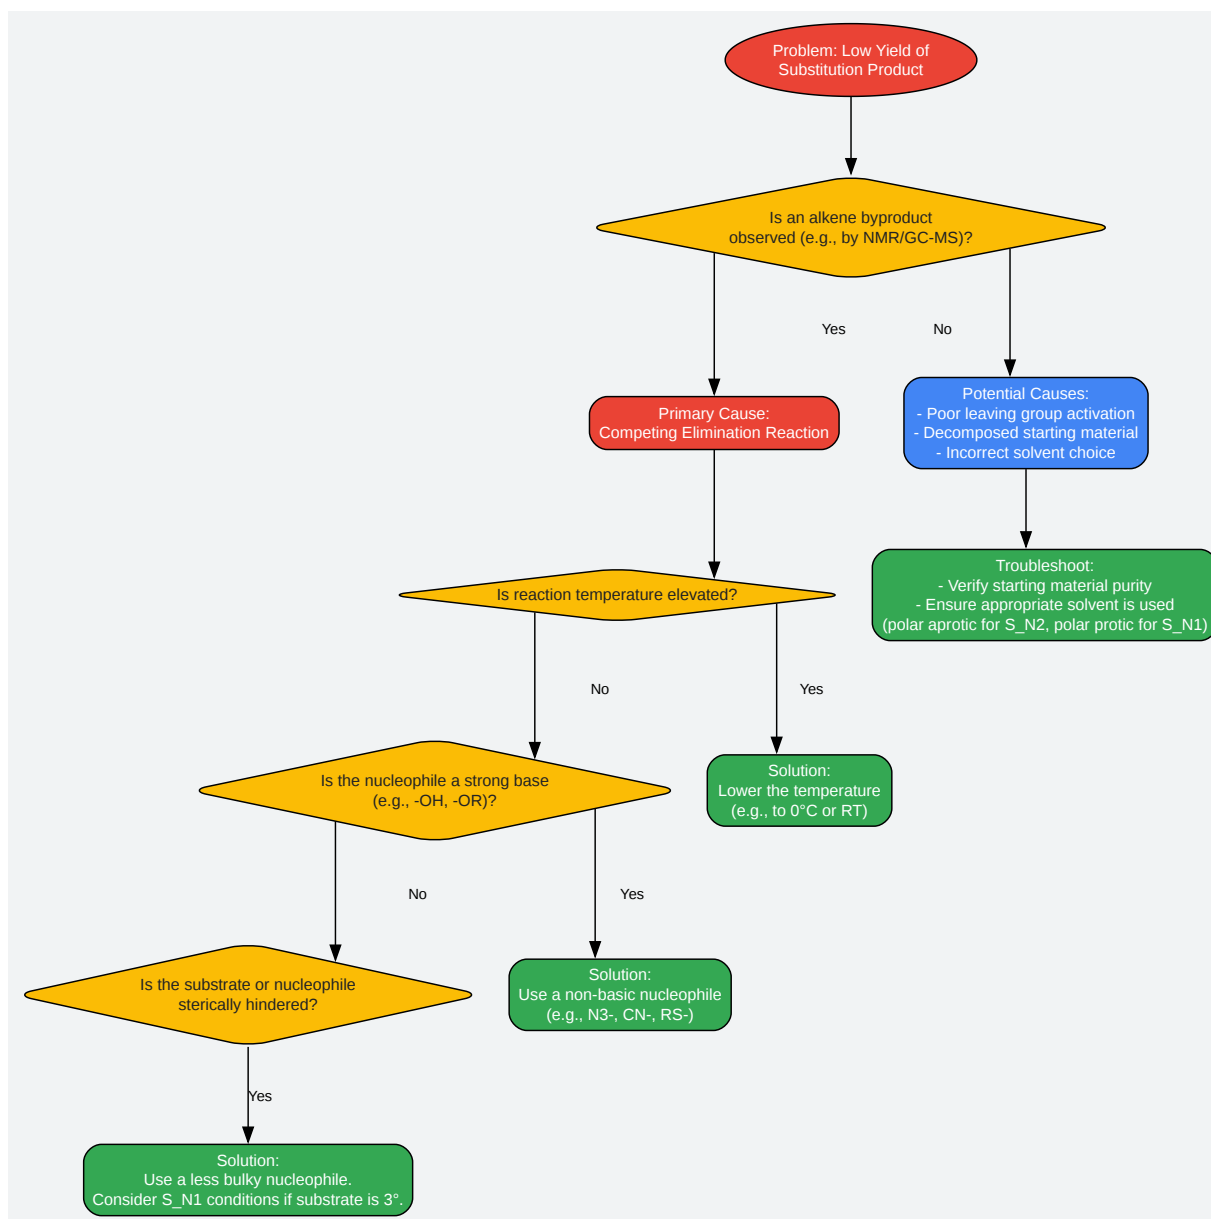 Problem: Low Yield of
Substitution Product
Is an alkene byproduct
observed (e.g., by NMR/GC-MS)?
Yes
No
Primary Cause:
Competing Elimination Reaction
Potential Causes:
- Poor leaving group activation
- Decomposed starting material
- Incorrect solvent choice
Troubleshoot:
- Verify starting material purity
- Ensure appropriate solvent is used
(polar aprotic for S_N2, polar protic for S_N1)
Is reaction temperature elevated?
No
Yes
Is the nucleophile a strong base
(e.g., -OH, -OR)?
Solution:
Lower the temperature
(e.g., to 0°C or RT)
No
Yes
Is the substrate or nucleophile
sterically hindered?
Solution:
Use a non-basic nucleophile
(e.g., N3-, CN-, RS-)
Yes
Solution:
Use a less bulky nucleophile.
Consider S_N1 conditions if substrate is 3°.